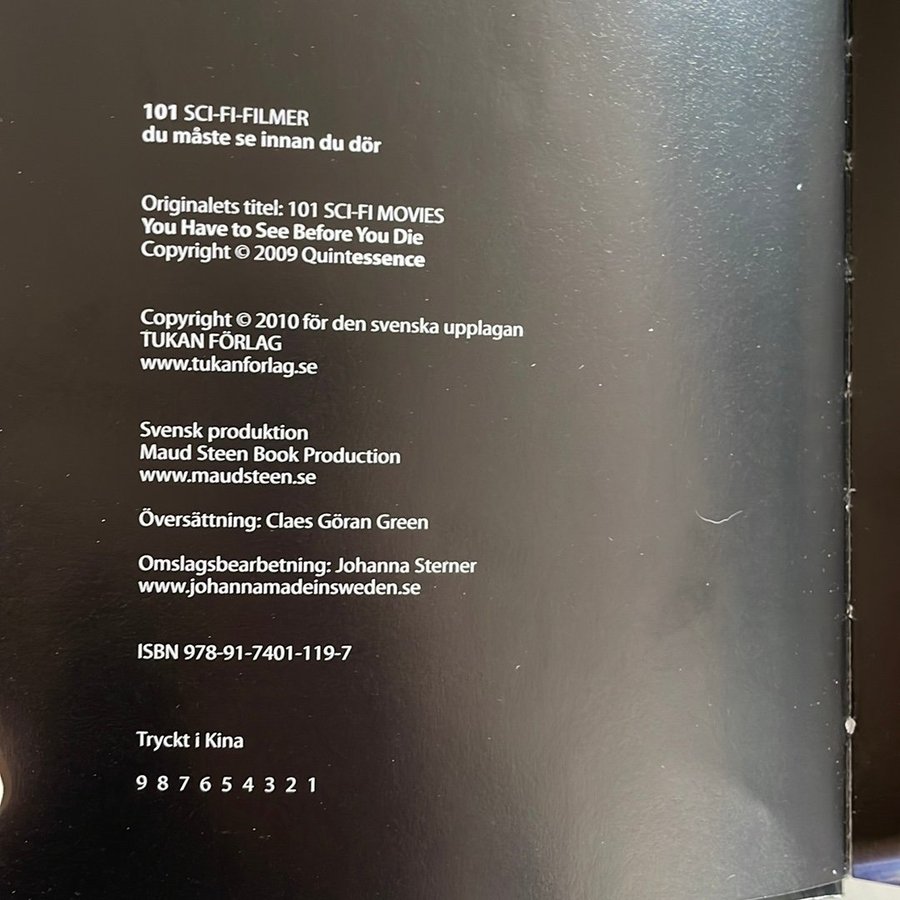 101 SCI-FI-FILMER
du måste se innan du dör
Originalets titel: 101 SCI-FI MOVIES
You Have to See Before You Die
Copyright © 2009 Quintessence
Copyright © 2010 för den svenska upplagan
TUKAN FÖRLAG
www.tukanforlag.se
Svensk produktion
Maud Steen Book Production
www.maudsteen.se
Översättning: Claes Göran Green
Omslagsbearbetning: Johanna Sterner
www.johannamadeinsweden.se
ISBN 978-91-7401-119-7
Tryckt i Kina
9 8 7 6 5 4 3 2 1